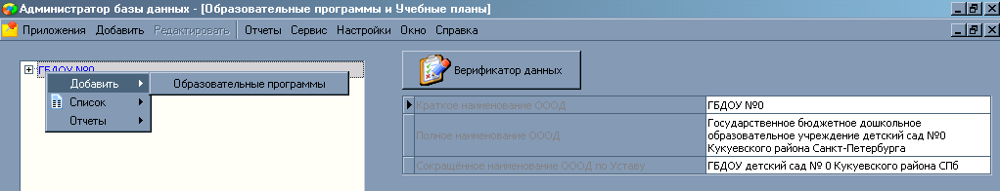 Администратор базы данных - [Образовательные программы и Учебные планы]
Приложения Добавить Редактировать Отчеты Сервис Настройки Окно Справка
ГБДОУ №0
Добавить
Образовательные программы
Список
Отчеты
Верификатор данных
Краткое наименование ОООД
ГБДОУ №0
Полное наименование ОООД
Государственное бюджетное дошкольное
образовательное учреждение детский сад №0
Кукуевского района Санкт-Петербурга
Сокращённое наименование ОООД по Уставу
ГБДОУ детский сад № 0 Кукуевского района СПб